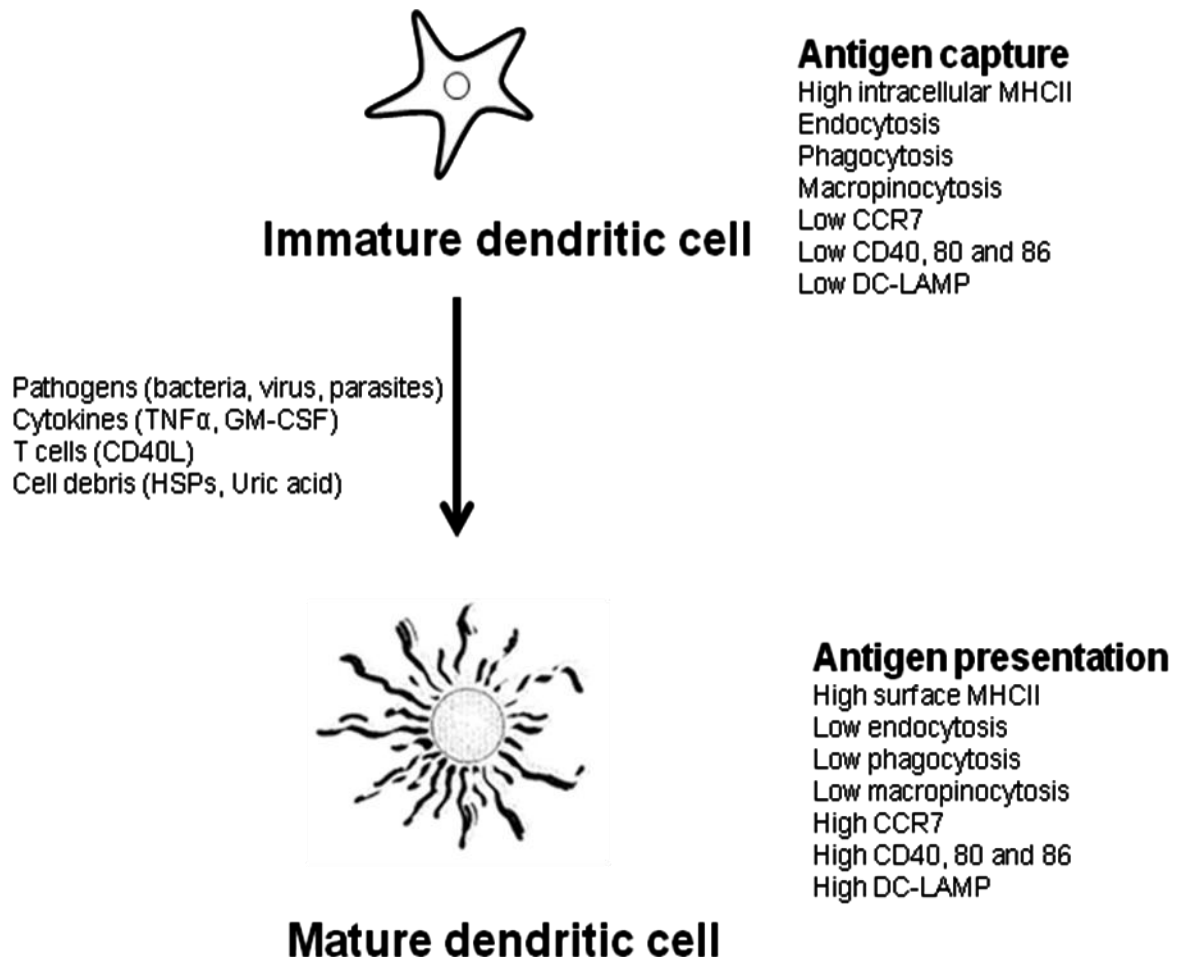 Antigen capture
High intracellular MHCII
Endocytosis
Phagocytosis
Macropinocytosis
Low CCR7
Low CD40, 80 and 86
Low DC-LAMP
Immature dendritic cell
Pathogens (bacteria, virus, parasites)
Cytokines (TNFα, GM-CSF)
T cells (CD40L)
Cell debris (HSPs, Uric acid)
Antigen presentation
High surface MHCII
Low endocytosis
Low phagocytosis
Low macropinocytosis
High CCR7
High CD40, 80 and 86
High DC-LAMP
Mature dendritic cell